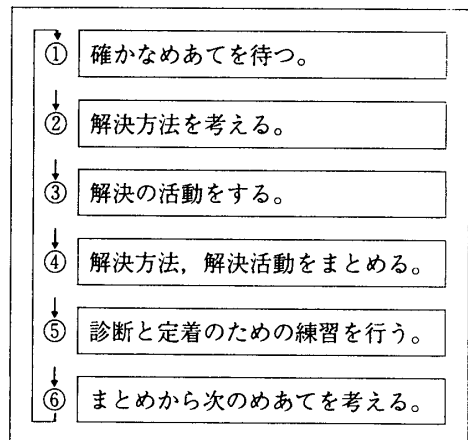 ① 確かなめあてを待つ。
② 解決方法を考える。
③ 解決の活動をする。
④ 解決方法，解決活動をまとめる。
⑤ 診断と定着のための練習を行う。
⑥ まとめから次のめあてを考える。